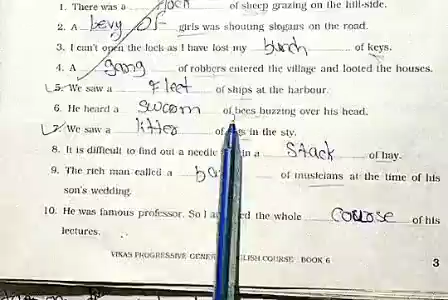 1. There was a flock of sheep grazing on the hill-side.
2. A bevy of girls was shouting slogans on the road.
3. I can't open the lock as I have lost my bunch of keys.
4. A gang of robbers entered the village and looted the houses.
5. We saw a fleet of ships at the harbour.
6. He heard a swcom of bees buzzing over his head.
7. We saw a litter of in the sty.
8. It is difficult to find out a needle in a Stack of hay.
9. The rich man called a of musicians at the time of his
son's wedding.
10. He was famous professor. So I the whole course of his
lectures.
VIKAS PROGRESSIVE ENGLISH COURSE BOOK 6
3